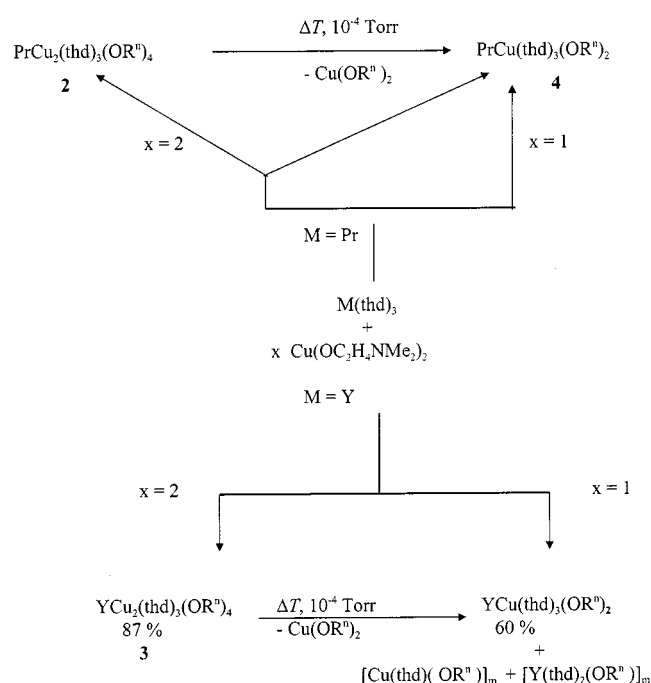 ΔT, 10⁻⁴ Torr
PrCu₂(thd)₃(ORⁿ)₄ PrCu(thd)₃(ORⁿ)₂
- Cu(ORⁿ)₂
2 4
x = 2 x = 1
M = Pr
M(thd)₃
+
x Cu(OC₂H₄NMe₂)₂
M = Y
x = 2 x = 1
YCu₂(thd)₃(ORⁿ)₄ ΔT, 10⁻⁴ Torr YCu(thd)₃(ORⁿ)₂
87 % - Cu(ORⁿ)₂ 60 %
3 +
[Cu(thd)( ORⁿ )]ₘ + [Y(thd)₂(ORⁿ )]ₘ